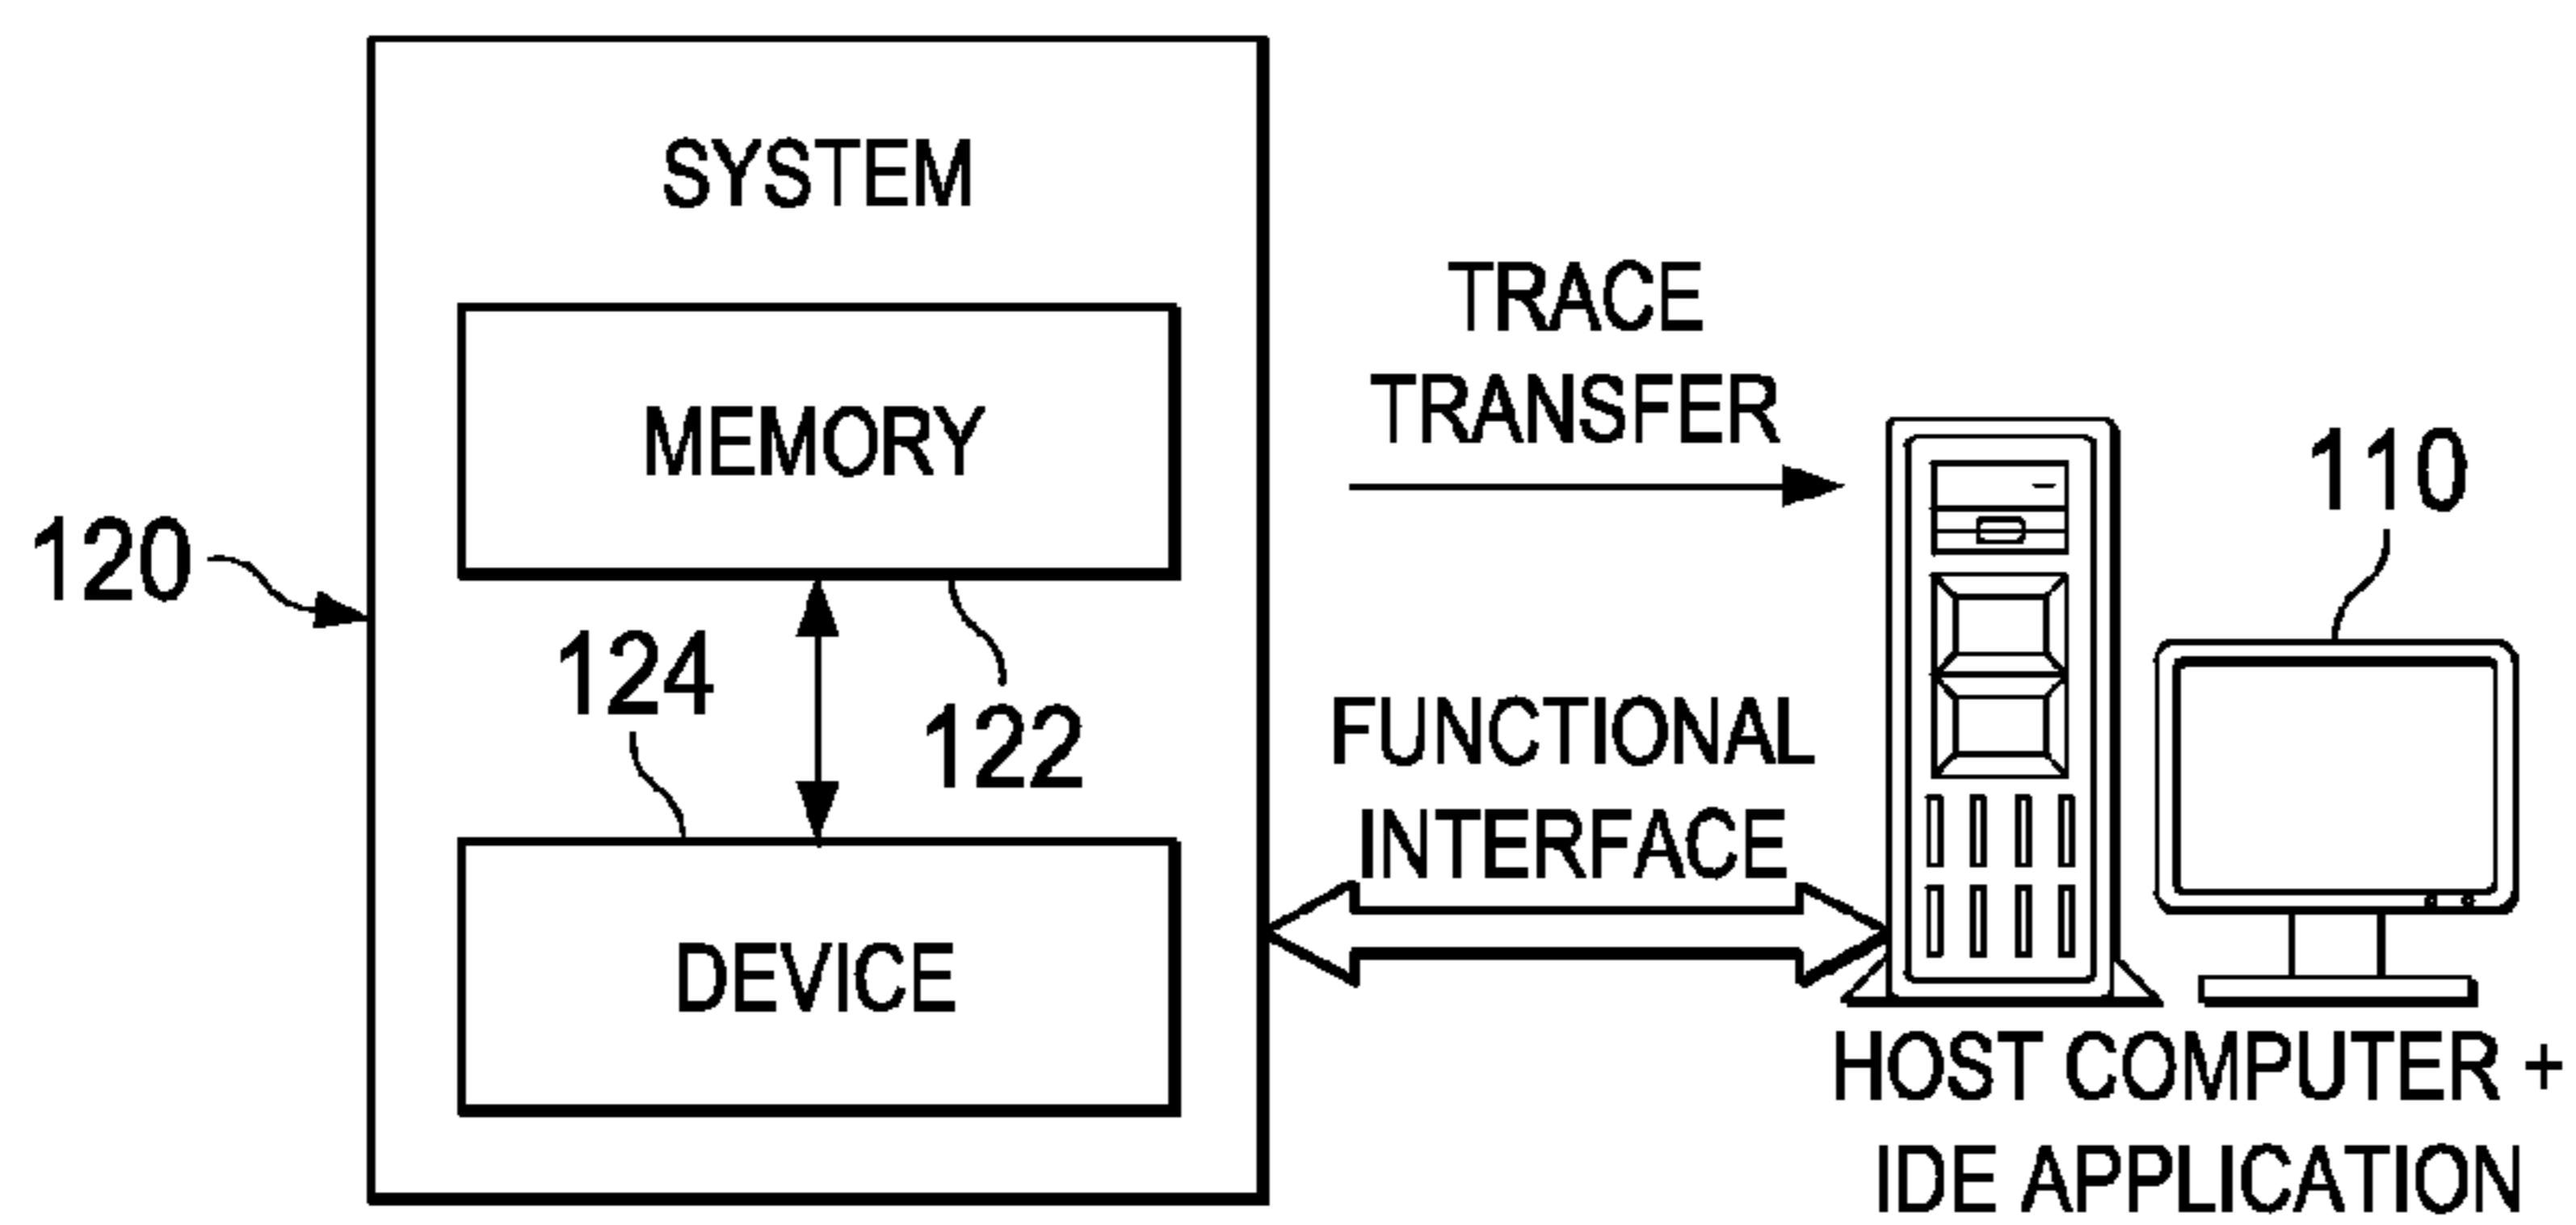 SYSTEM
MEMORY
120
124
122
DEVICE
TRACE
TRANSFER
FUNCTIONAL
INTERFACE
110
HOST COMPUTER +
IDE APPLICATION